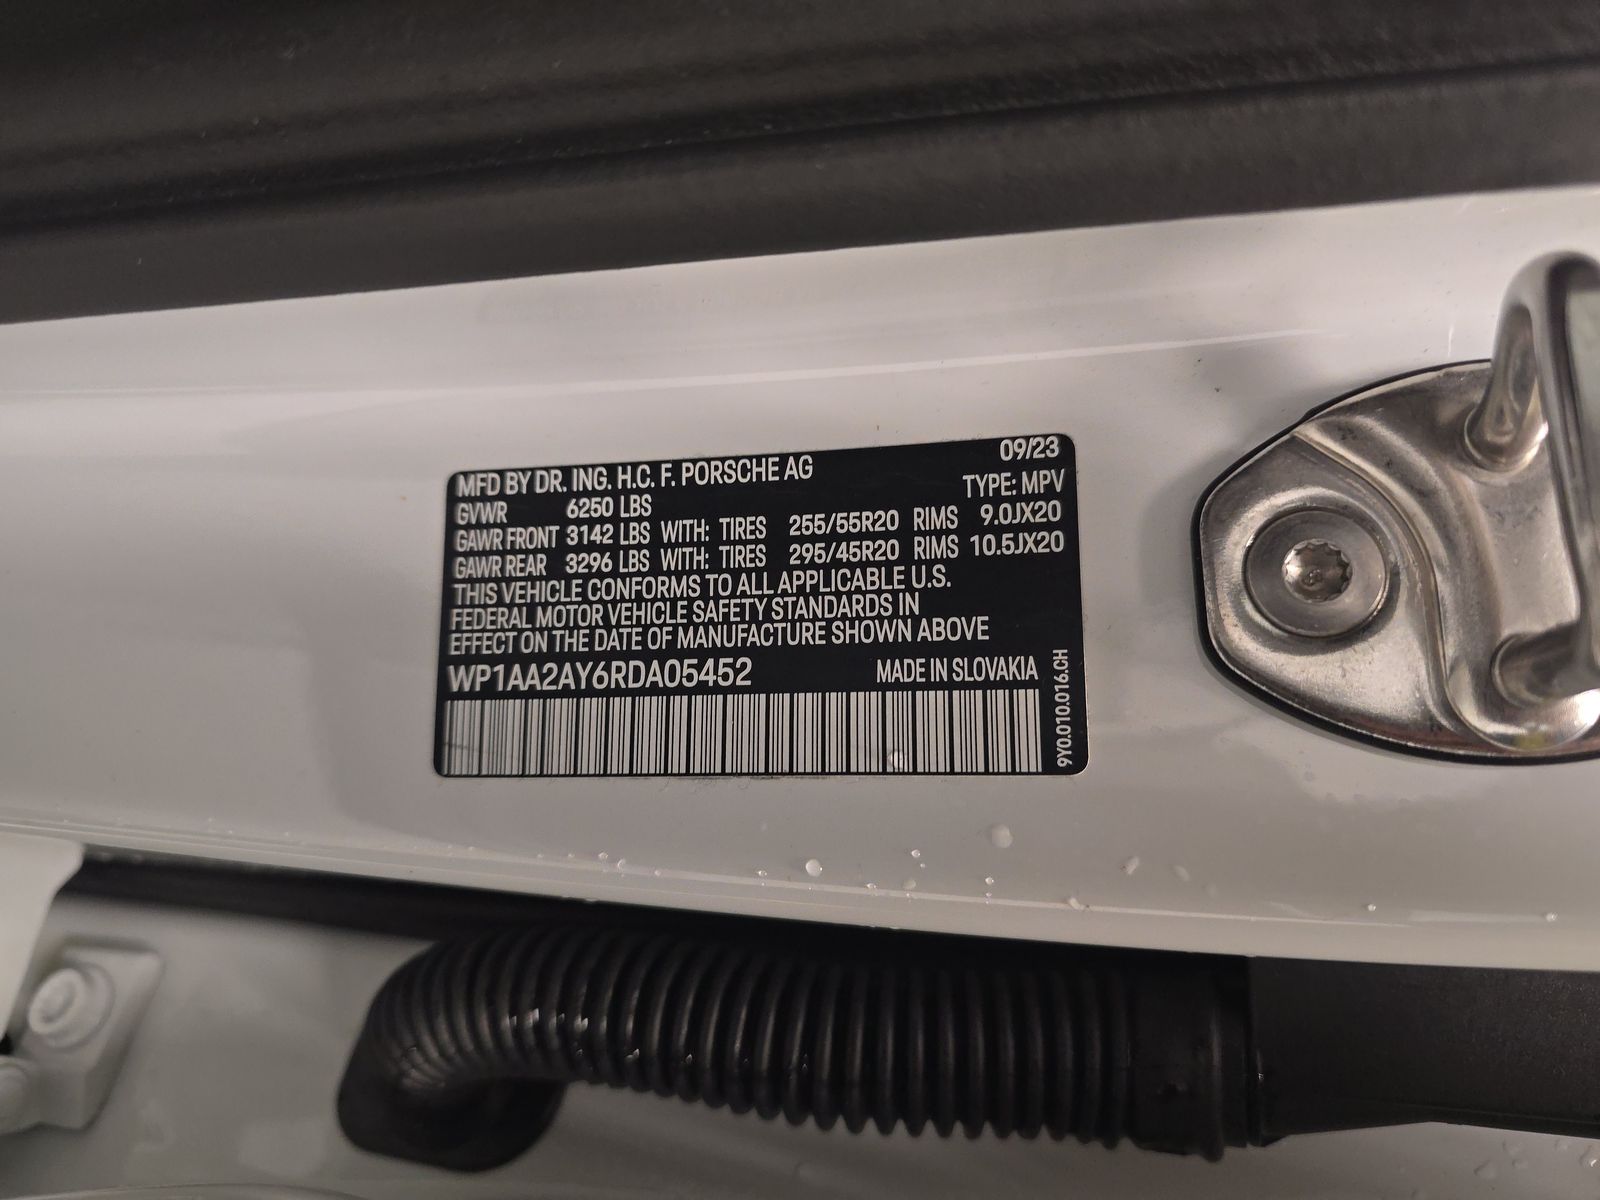 09/23
MFD BY DR. ING. H.C. F. PORSCHE AG
TYPE: MPV
GVWR 6250 LBS
GAWR FRONT 3142 LBS WITH: TIRES 255/55R20 RIMS 9.0JX20
GAWR REAR 3296 LBS WITH: TIRES 295/45R20 RIMS 10.5JX20
THIS VEHICLE CONFORMS TO ALL APPLICABLE U.S.
FEDERAL MOTOR VEHICLE SAFETY STANDARDS IN
EFFECT ON THE DATE OF MANUFACTURE SHOWN ABOVE
WP1AA2AY6RDA05452 MADE IN SLOVAKIA
9Y0.010.016.CH